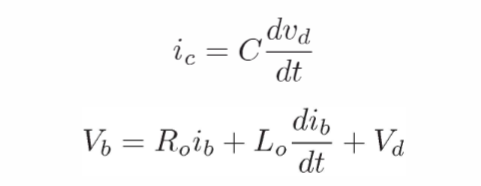 i_c = C \frac{dv_d}{dt}
V_b = R_o i_b + L_o \frac{di_b}{dt} + V_d